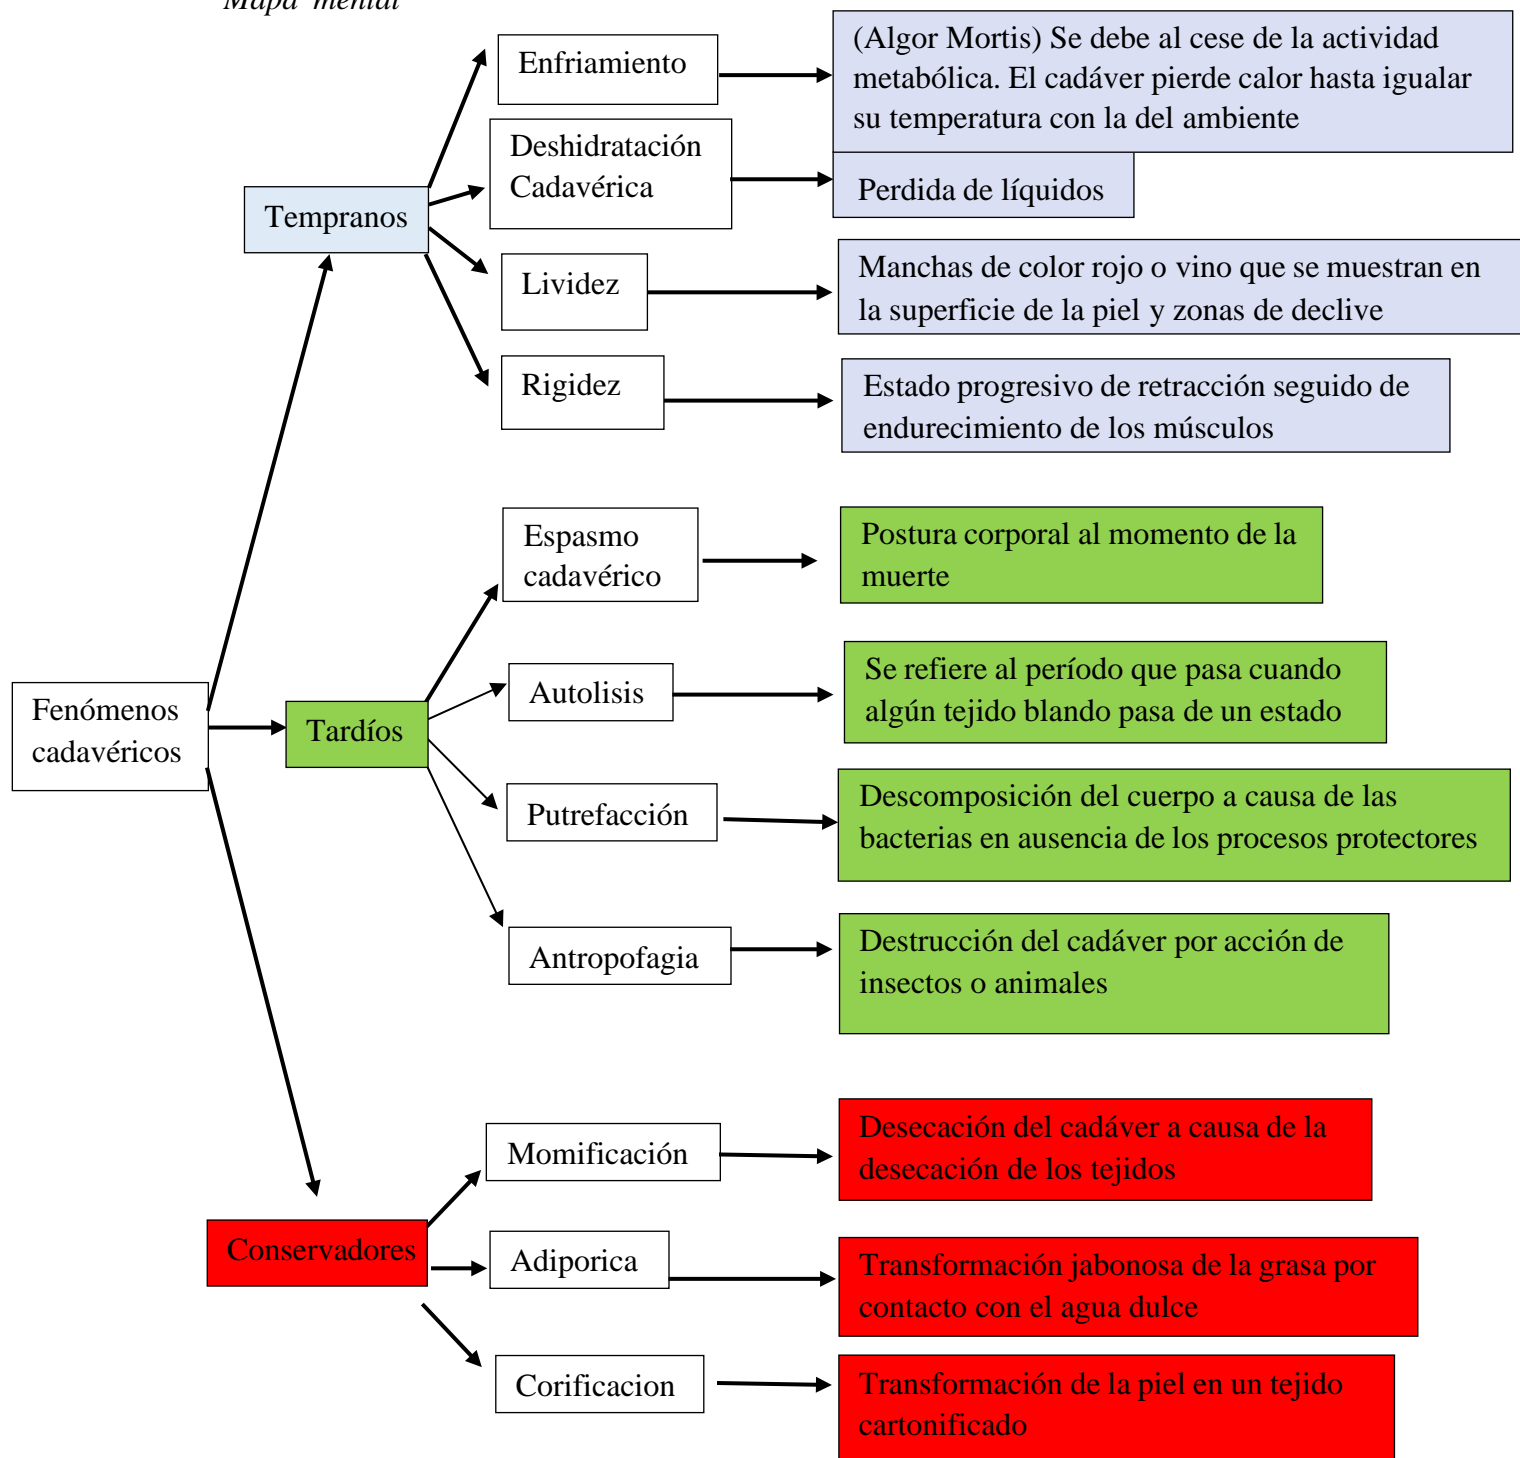 Mapa mental
Enfriamiento
(Algor Mortis) Se debe al cese de la actividad
metabólica. El cadáver pierde calor hasta igualar
su temperatura con la del ambiente
Deshidratación
Cadavérica
Perdida de líquidos
Tempranos
Lividez
Manchas de color rojo o vino que se muestran en
la superficie de la piel y zonas de declive
Rigidez
Estado progresivo de retracción seguido de
endurecimiento de los músculos
Espasmo
cadavérico
Postura corporal al momento de la
muerte
Autolisis
Se refiere al período que pasa cuando
algún tejido blando pasa de un estado
Fenómenos
cadavéricos
Tardíos
Putrefacción
Descomposición del cuerpo a causa de las
bacterias en ausencia de los procesos protectores
Antropofagia
Destrucción del cadáver por acción de
insectos o animales
Momificación
Desecación del cadáver a causa de la
desecación de los tejidos
Conservadores
Adiporica
Transformación jabonosa de la grasa por
contacto con el agua dulce
Corificacion
Transformación de la piel en un tejido
cartonificado